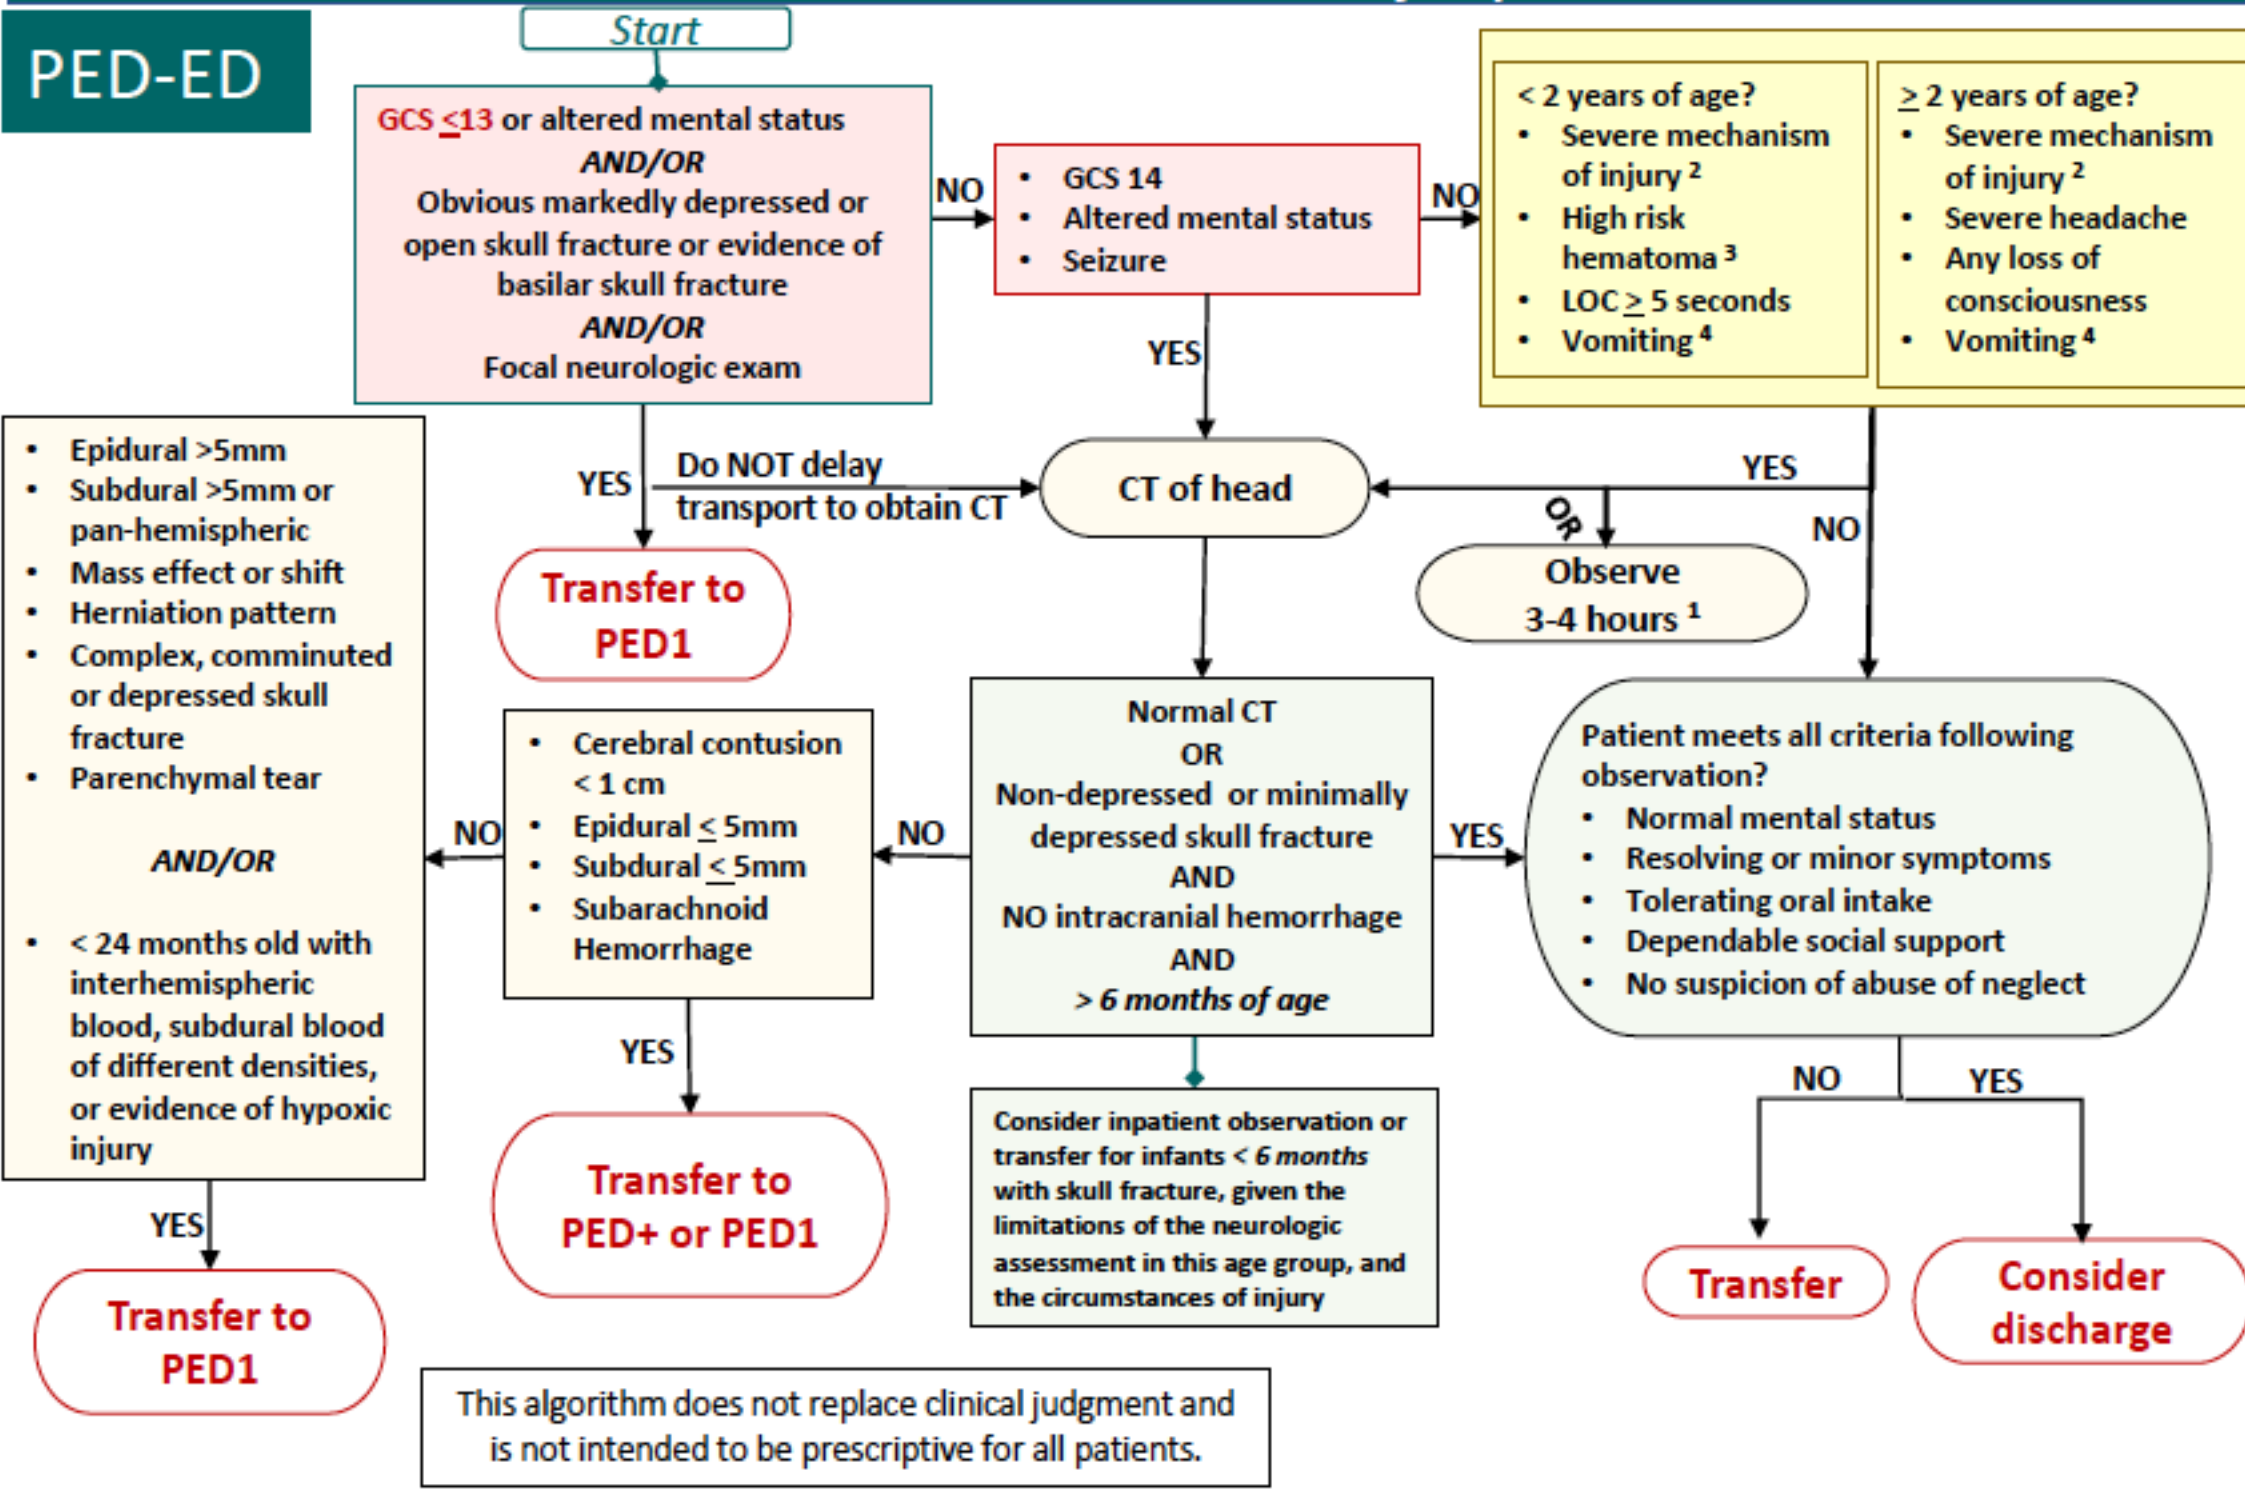 PED-ED
Start
GCS ≤13 or altered mental status
AND/OR
Obvious markedly depressed or
open skull fracture or evidence of
basilar skull fracture
AND/OR
Focal neurologic exam
NO
• GCS 14
• Altered mental status
• Seizure
NO
< 2 years of age?
• Severe mechanism
of injury ²
• High risk
hematoma ³
• LOC ≥ 5 seconds
• Vomiting ⁴
≥ 2 years of age?
• Severe mechanism
of injury ²
• Severe headache
• Any loss of
consciousness
• Vomiting ⁴
YES
Do NOT delay
transport to obtain CT
YES
CT of head
YES
OR
NO
Observe
3-4 hours ¹
Transfer to
PED1
• Epidural >5mm
• Subdural >5mm or
pan-hemispheric
• Mass effect or shift
• Herniation pattern
• Complex, comminuted
or depressed skull
fracture
• Parenchymal tear
AND/OR
• < 24 months old with
interhemispheric
blood, subdural blood
of different densities,
or evidence of hypoxic
injury
NO
• Cerebral contusion
< 1 cm
• Epidural ≤ 5mm
• Subdural ≤ 5mm
• Subarachnoid
Hemorrhage
NO
Normal CT
OR
Non-depressed or minimally
depressed skull fracture
AND
NO intracranial hemorrhage
AND
> 6 months of age
YES
Patient meets all criteria following
observation?
• Normal mental status
• Resolving or minor symptoms
• Tolerating oral intake
• Dependable social support
• No suspicion of abuse of neglect
YES
Transfer to
PED1
YES
Transfer to
PED+ or PED1
Consider inpatient observation or
transfer for infants < 6 months
with skull fracture, given the
limitations of the neurologic
assessment in this age group, and
the circumstances of injury
NO
YES
Transfer
Consider
discharge
This algorithm does not replace clinical judgment and
is not intended to be prescriptive for all patients.